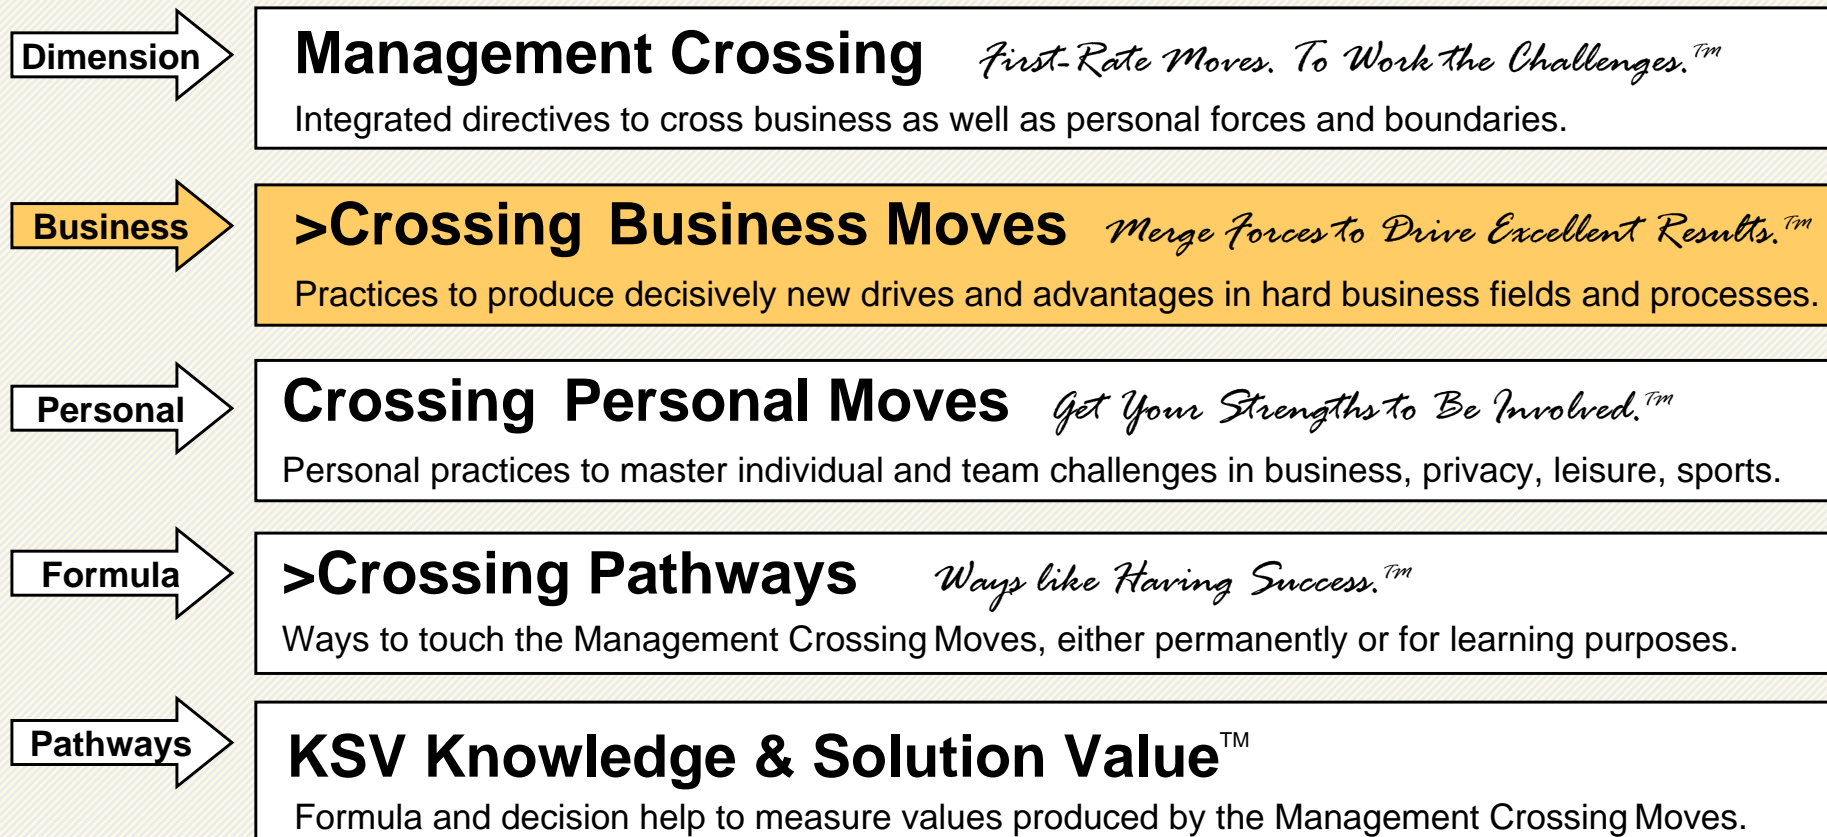 Dimension
Management Crossing First-Rate Moves. To Work the Challenges.™
Integrated directives to cross business as well as personal forces and boundaries.
Business
>Crossing Business Moves Merge Forces to Drive Excellent Results.™
Practices to produce decisively new drives and advantages in hard business fields and processes.
Personal
Crossing Personal Moves Get Your Strengths to Be Involved.™
Personal practices to master individual and team challenges in business, privacy, leisure, sports.
Formula
>Crossing Pathways Ways like Having Success.™
Ways to touch the Management Crossing Moves, either permanently or for learning purposes.
Pathways
KSV Knowledge & Solution Value™
Formula and decision help to measure values produced by the Management Crossing Moves.